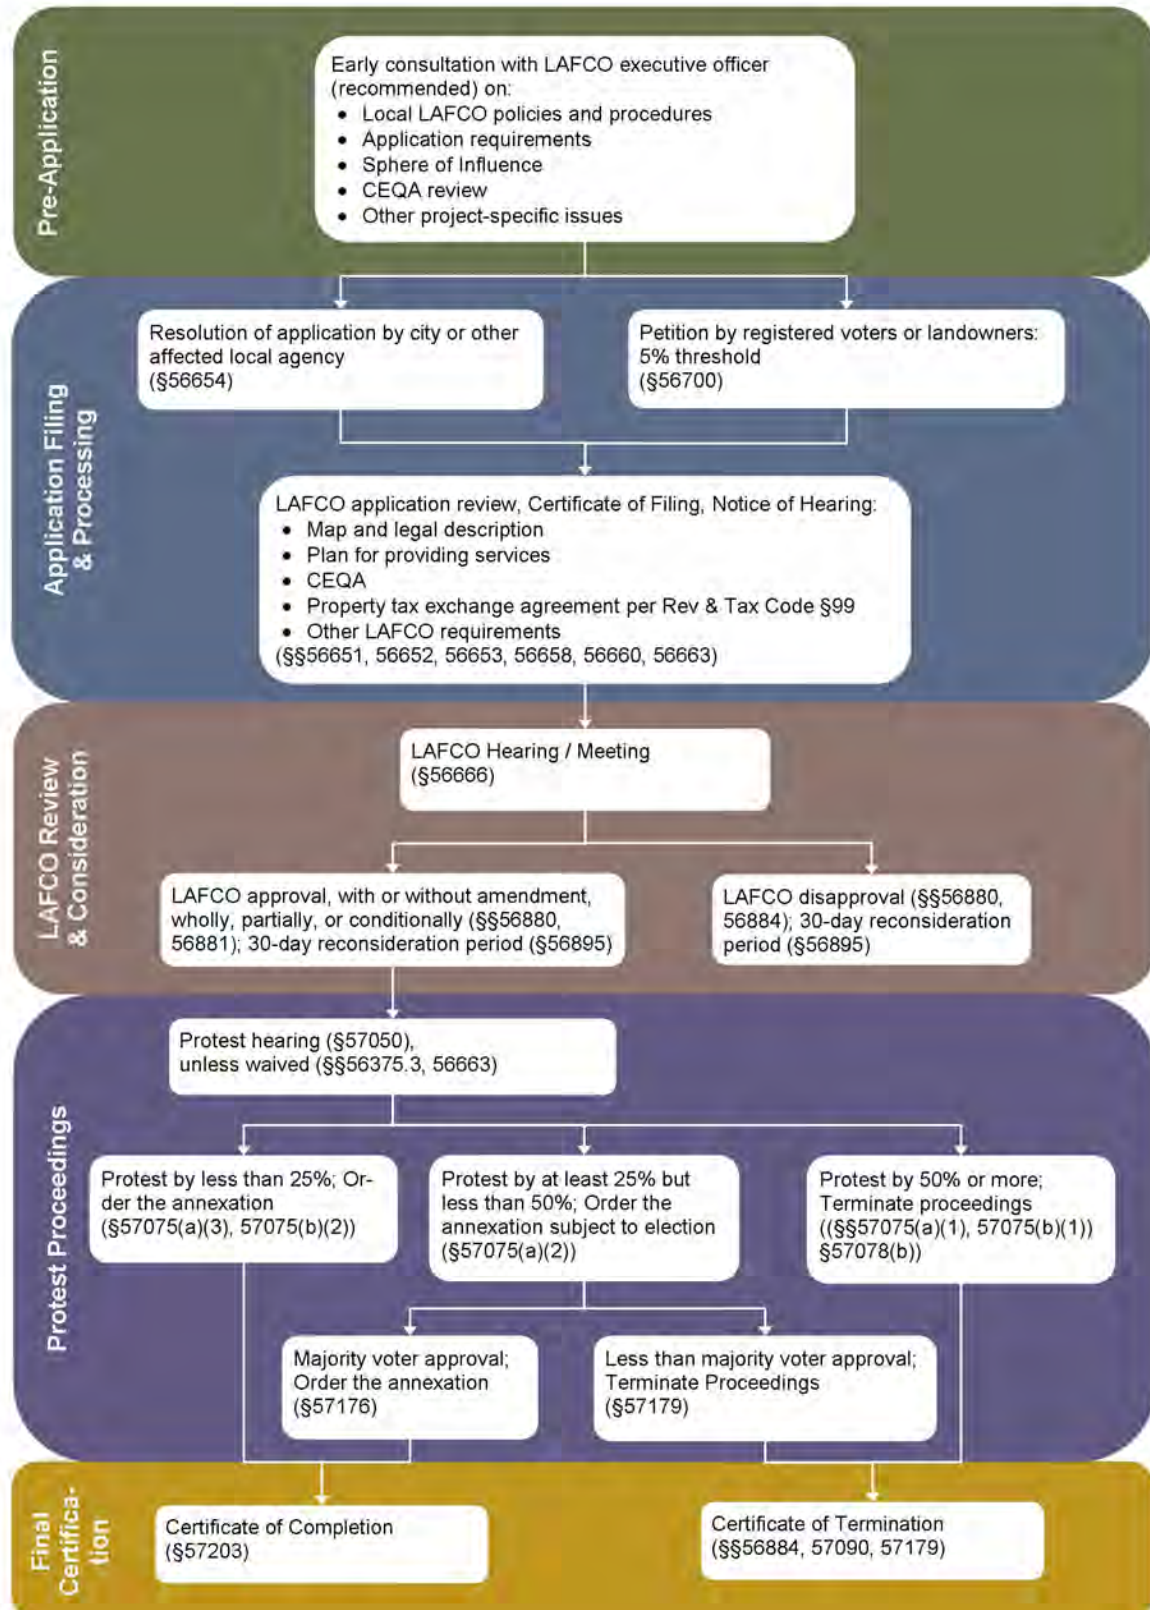 Pre-Application
Early consultation with LAFCO executive officer
(recommended) on:
• Local LAFCO policies and procedures
• Application requirements
• Sphere of Influence
• CEQA review
• Other project-specific issues
Application Filing
& Processing
Resolution of application by city or other
affected local agency
(§56654)
Petition by registered voters or landowners:
5% threshold
(§56700)
LAFCO application review, Certificate of Filing, Notice of Hearing:
• Map and legal description
• Plan for providing services
• CEQA
• Property tax exchange agreement per Rev & Tax Code §99
• Other LAFCO requirements
(§§56651, 56652, 56653, 56658, 56660, 56663)
LAFCO Review
& Consideration
LAFCO Hearing / Meeting
(§56666)
LAFCO approval, with or without amendment,
wholly, partially, or conditionally (§§56880,
56881); 30-day reconsideration period (§56895)
LAFCO disapproval (§§56880,
56884); 30-day reconsideration
period (§56895)
Protest Proceedings
Protest hearing (§57050),
unless waived (§§56375.3, 56663)
Protest by less than 25%; Or-
der the annexation
(§57075(a)(3), 57075(b)(2))
Protest by at least 25% but
less than 50%; Order the
annexation subject to election
(§57075(a)(2))
Protest by 50% or more;
Terminate proceedings
((§§57075(a)(1), 57075(b)(1))
§57078(b))
Majority voter approval;
Order the annexation
(§57176)
Less than majority voter approval;
Terminate Proceedings
(§57179)
Final
Certifica-
tion
Certificate of Completion
(§57203)
Certificate of Termination
(§§56884, 57090, 57179)